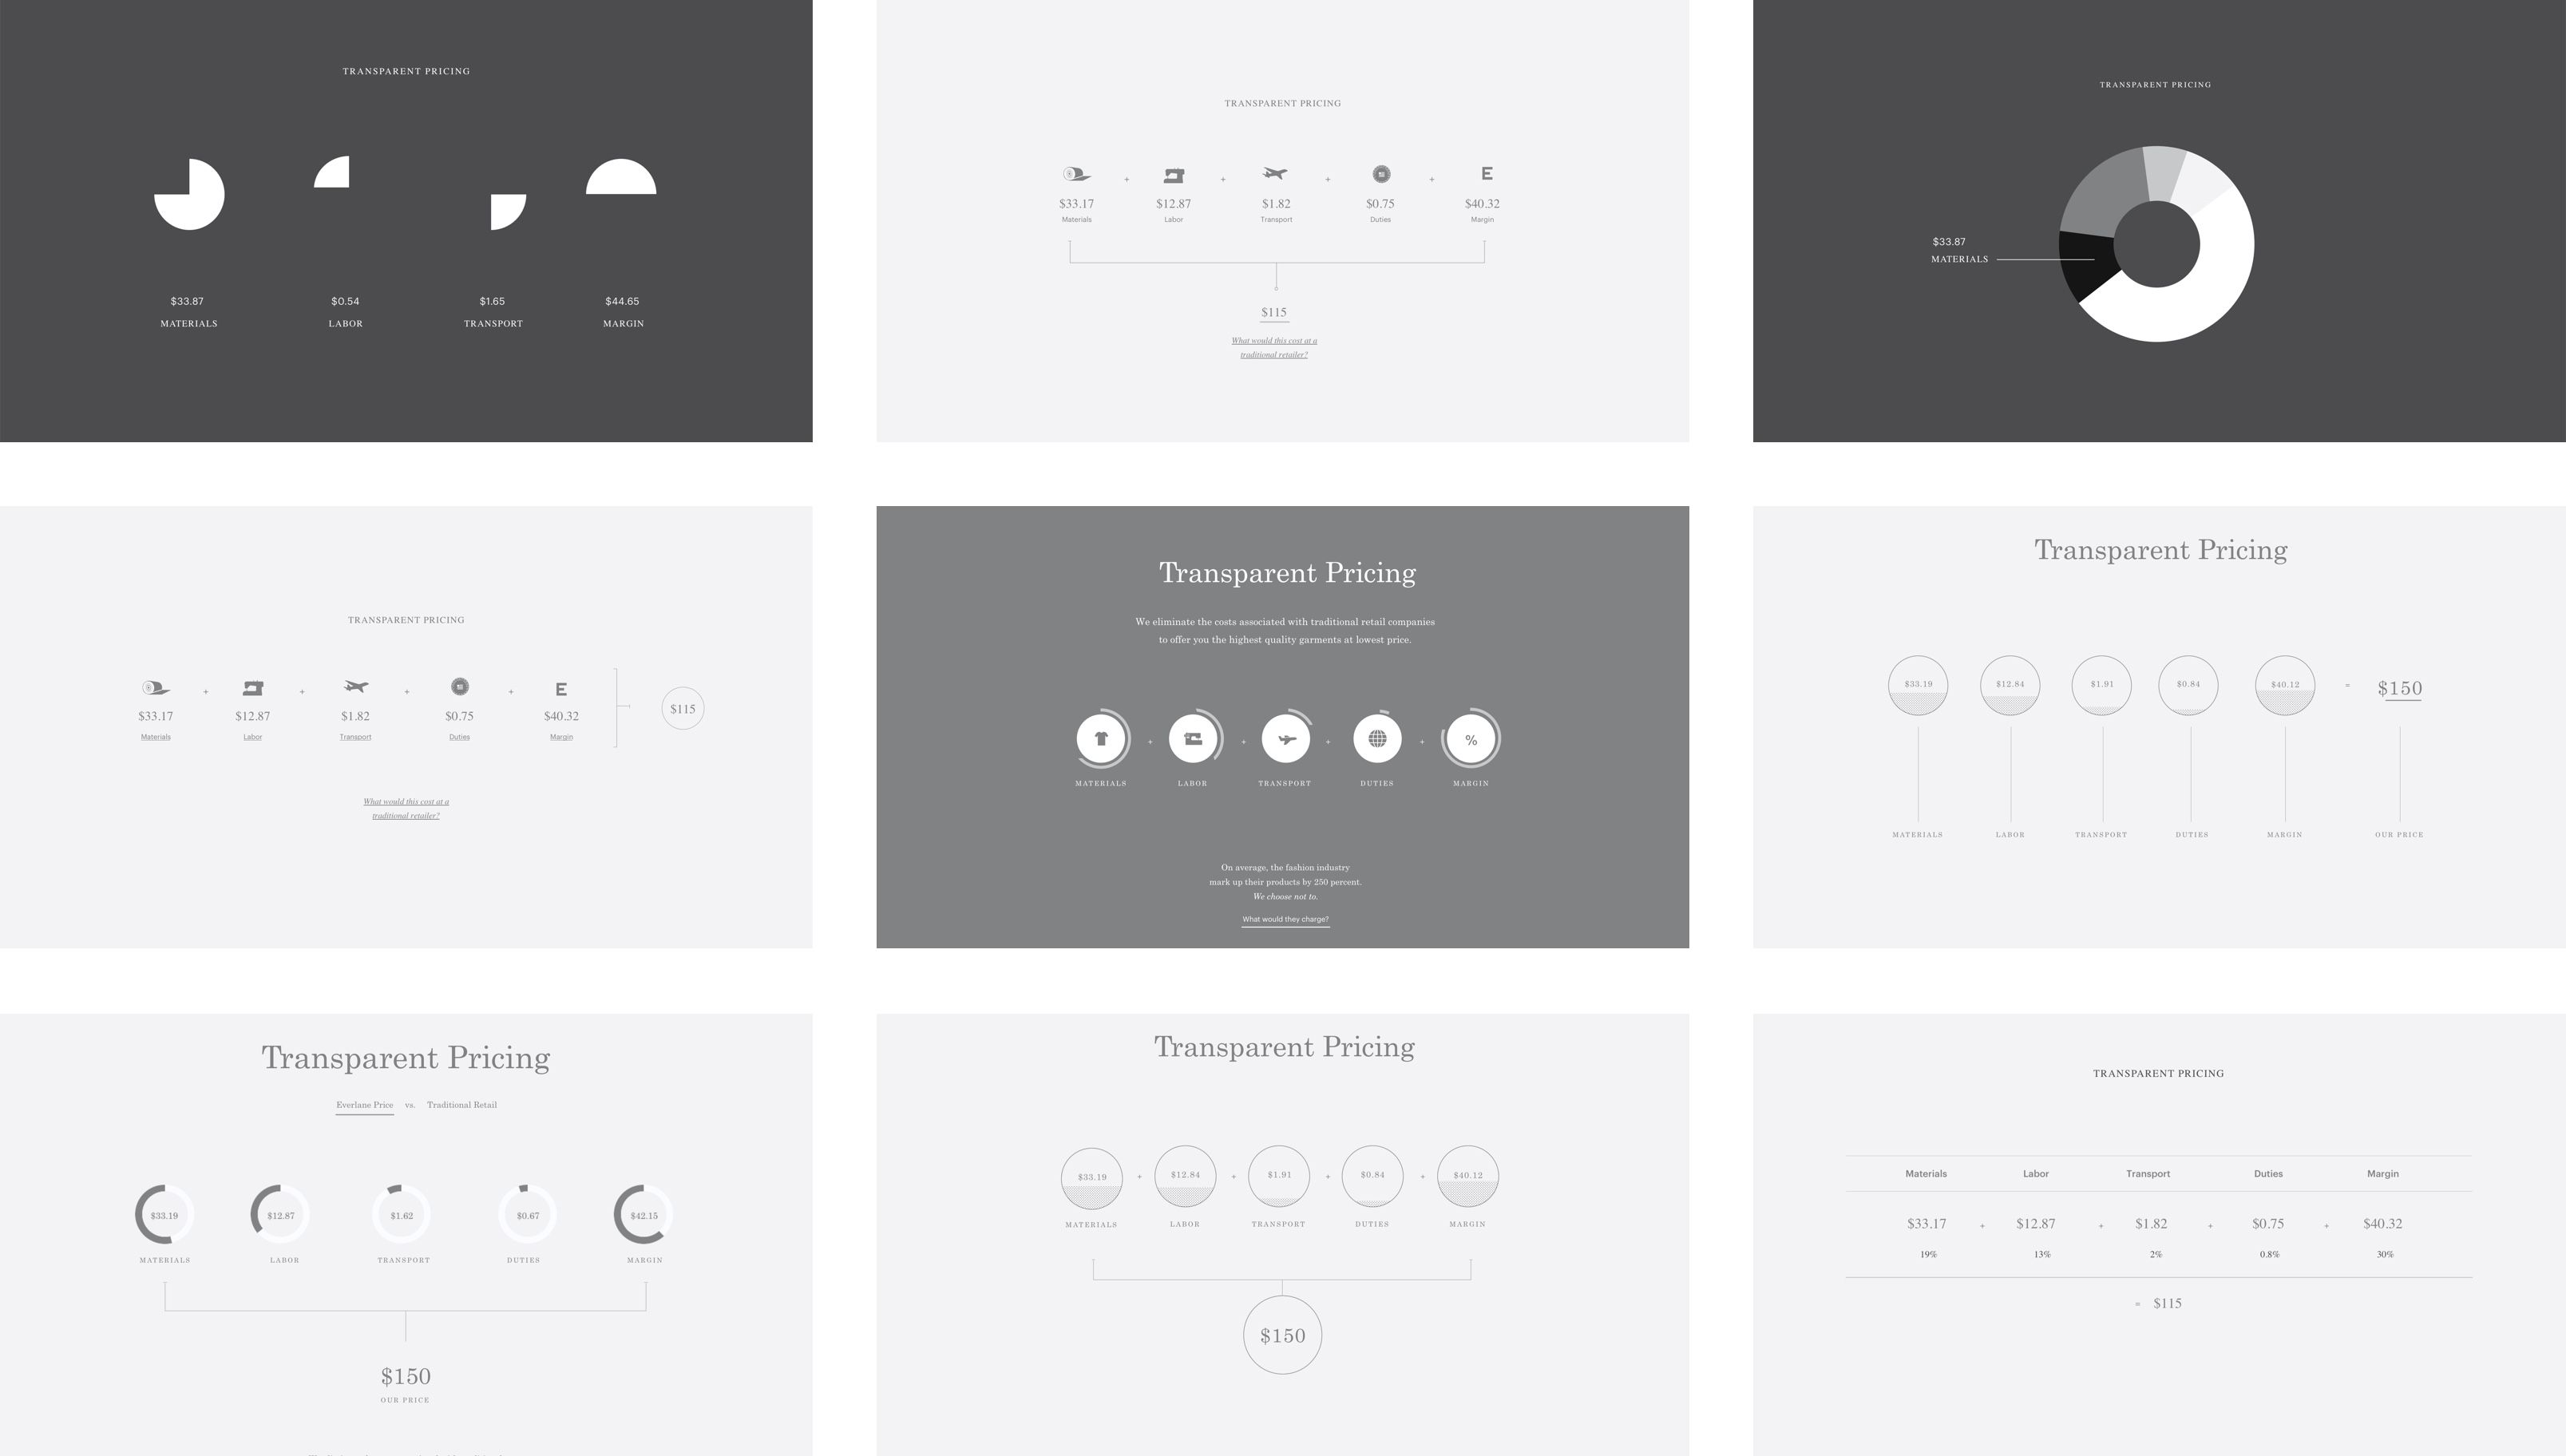 TRANSPARENT PRICING
$33.87 $0.54 $1.65 $44.65
MATERIALS LABOR TRANSPORT MARGIN
TRANSPARENT PRICING
E
+ + + +
$33.17 $12.87 $1.82 $0.75 $40.32
Materials Labor Transport Duties Margin
$115
What would this cost at a
traditional retailer?
TRANSPARENT PRICING
$33.87
MATERIALS
TRANSPARENT PRICING
E
+ + + +
$33.17 $12.87 $1.82 $0.75 $40.32
$115
Materials Labor Transport Duties Margin
What would this cost at a
traditional retailer?
Transparent Pricing
We eliminate the costs associated with traditional retail companies
to offer you the highest quality garments at lowest price.
+ + + + %
MATERIALS LABOR TRANSPORT DUTIES MARGIN
On average, the fashion industry
mark up their products by 250 percent.
We choose not to.
What would they charge?
Transparent Pricing
$33.19 $12.84 $1.91 $0.84 $40.12 = $150
MATERIALS LABOR TRANSPORT DUTIES MARGIN OUR PRICE
Transparent Pricing
Everlane Price vs. Traditional Retail
$33.19 $12.87 $1.62 $0.67 $42.15
MATERIALS LABOR TRANSPORT DUTIES MARGIN
$150
OUR PRICE
Transparent Pricing
$33.19 + $12.84 + $1.91 + $0.84 + $40.12
MATERIALS LABOR TRANSPORT DUTIES MARGIN
$150
TRANSPARENT PRICING
Materials Labor Transport Duties Margin
$33.17 + $12.87 + $1.82 + $0.75 + $40.32
19% 13% 2% 0.8% 30%
= $115